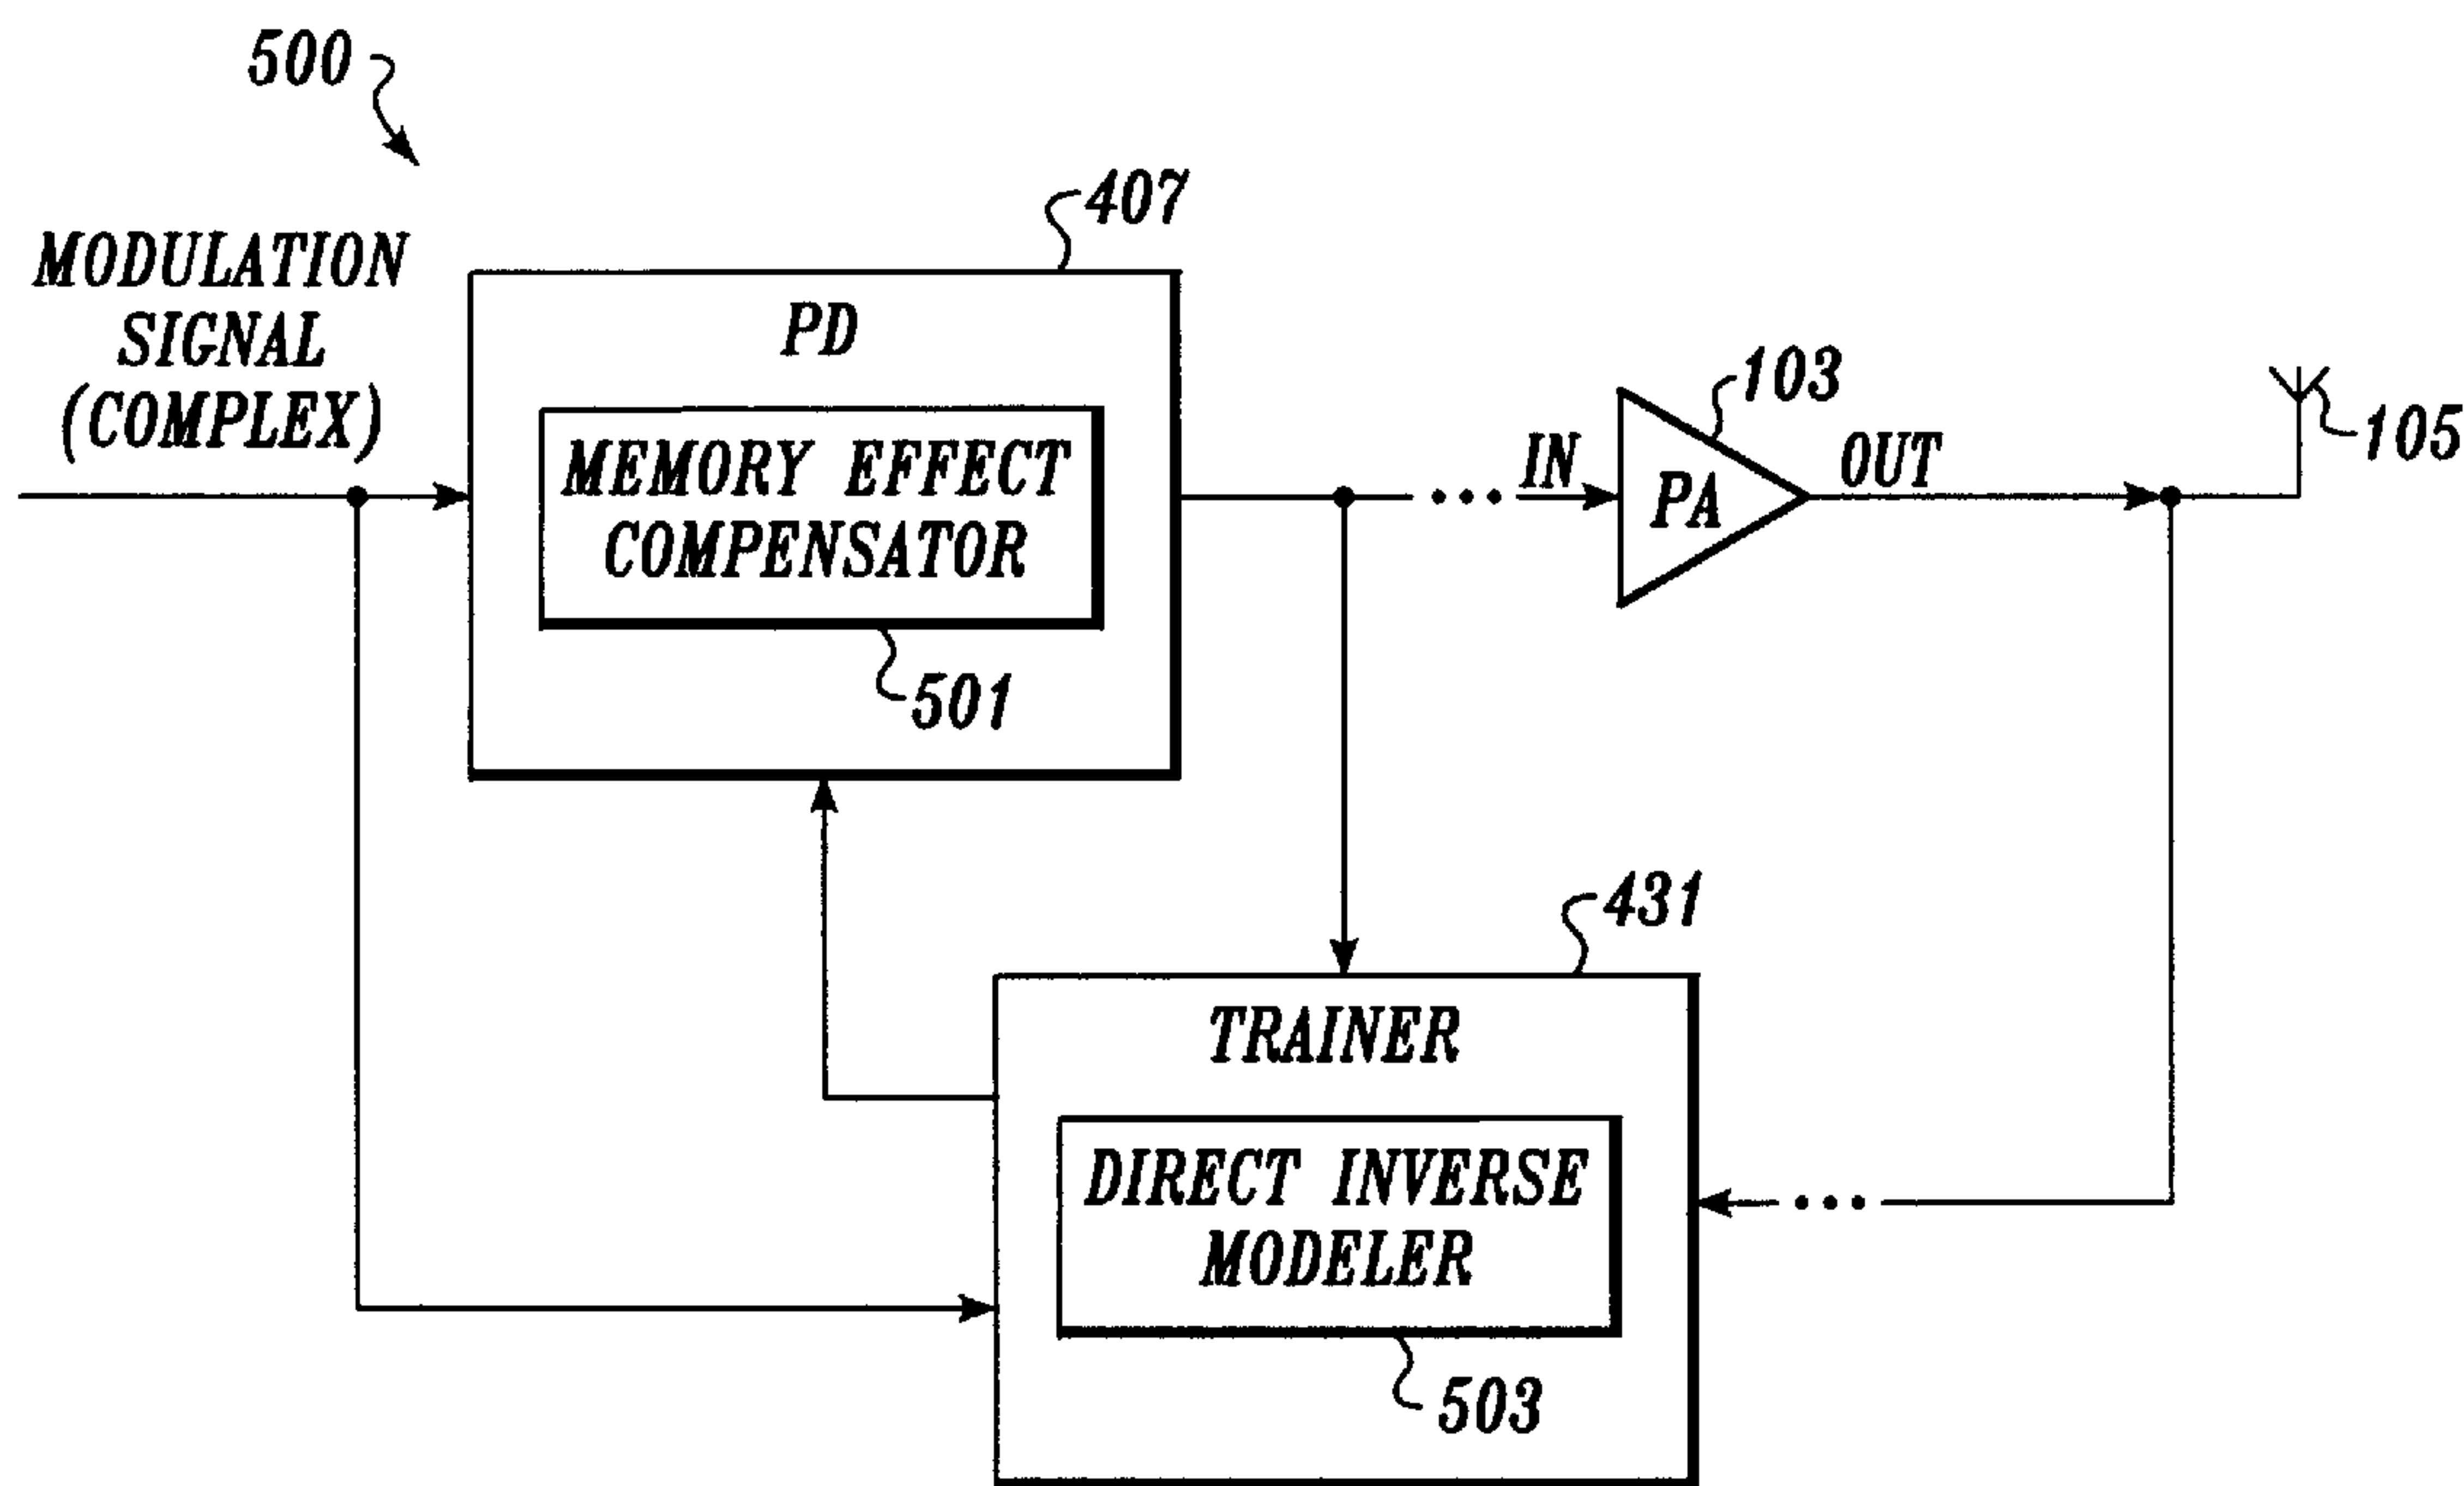 500
407
MODULATION
SIGNAL
(COMPLEX)
PD
MEMORY EFFECT
COMPENSATOR
501
IN
PA
103
OUT
105
431
TRAINER
DIRECT INVERSE
MODELER
503